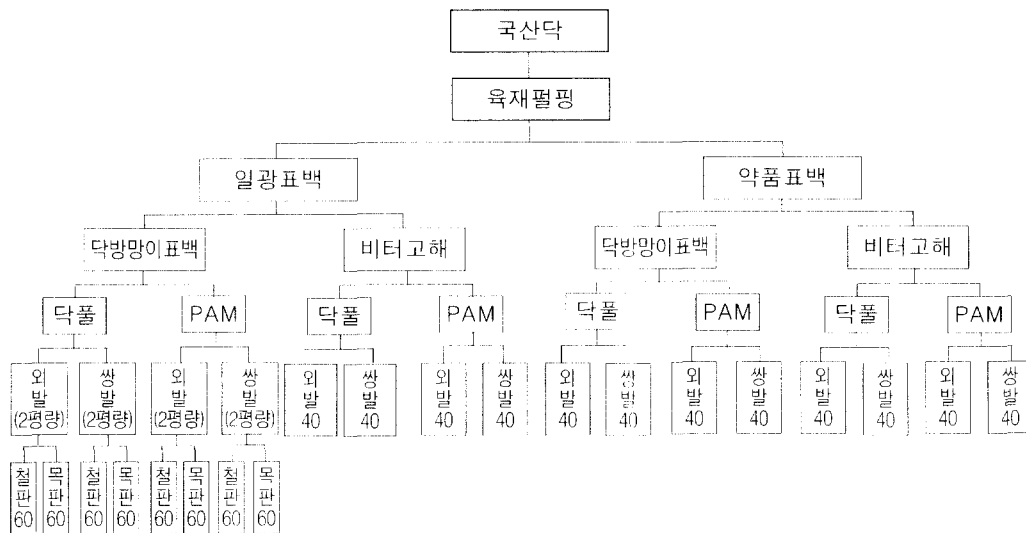 국산닥
육재펄핑
일광표백 약품표백
닥방망이표백 비터고해 닥방망이표백 비터고해
닥풀 PAM 닥풀 PAM 닥풀 PAM 닥풀 PAM
외발(2평량) 쌍발(2평량) 외발(2평량) 쌍발(2평량) 외발40 쌍발40 외발40 쌍발40 외발40 쌍발40 외발40 쌍발40 외발40 쌍발40 외발40 쌍발40
철판60 목판60 철판60 목판60 철판60 목판60 철판60 목판60